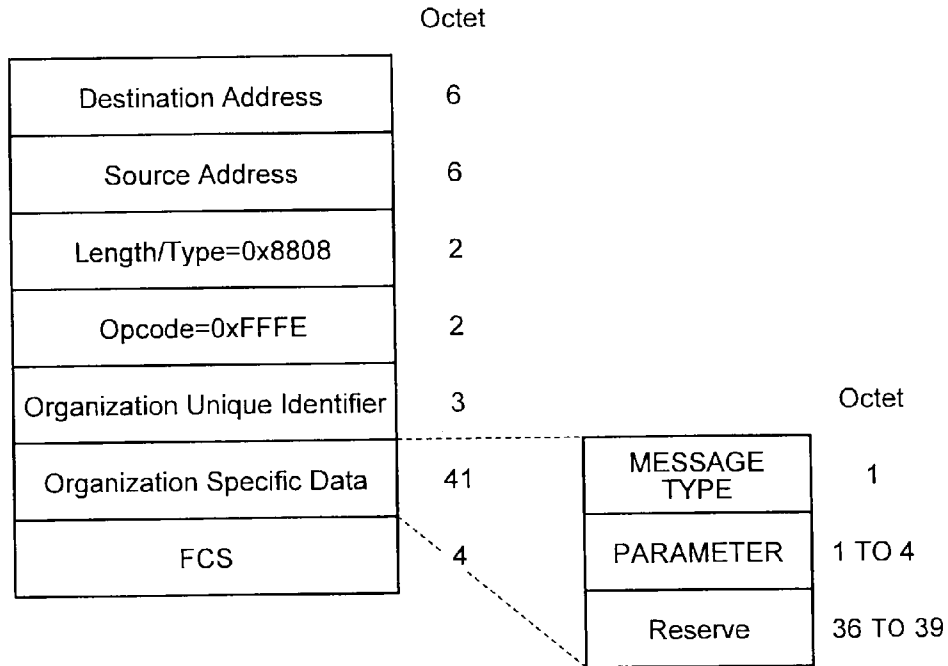 Octet
Destination Address 6
Source Address 6
Length/Type=0x8808 2
Opcode=0xFFFE 2
Organization Unique Identifier 3
Organization Specific Data 41
FCS 4
Octet
MESSAGE
TYPE 1
PARAMETER 1 TO 4
Reserve 36 TO 39